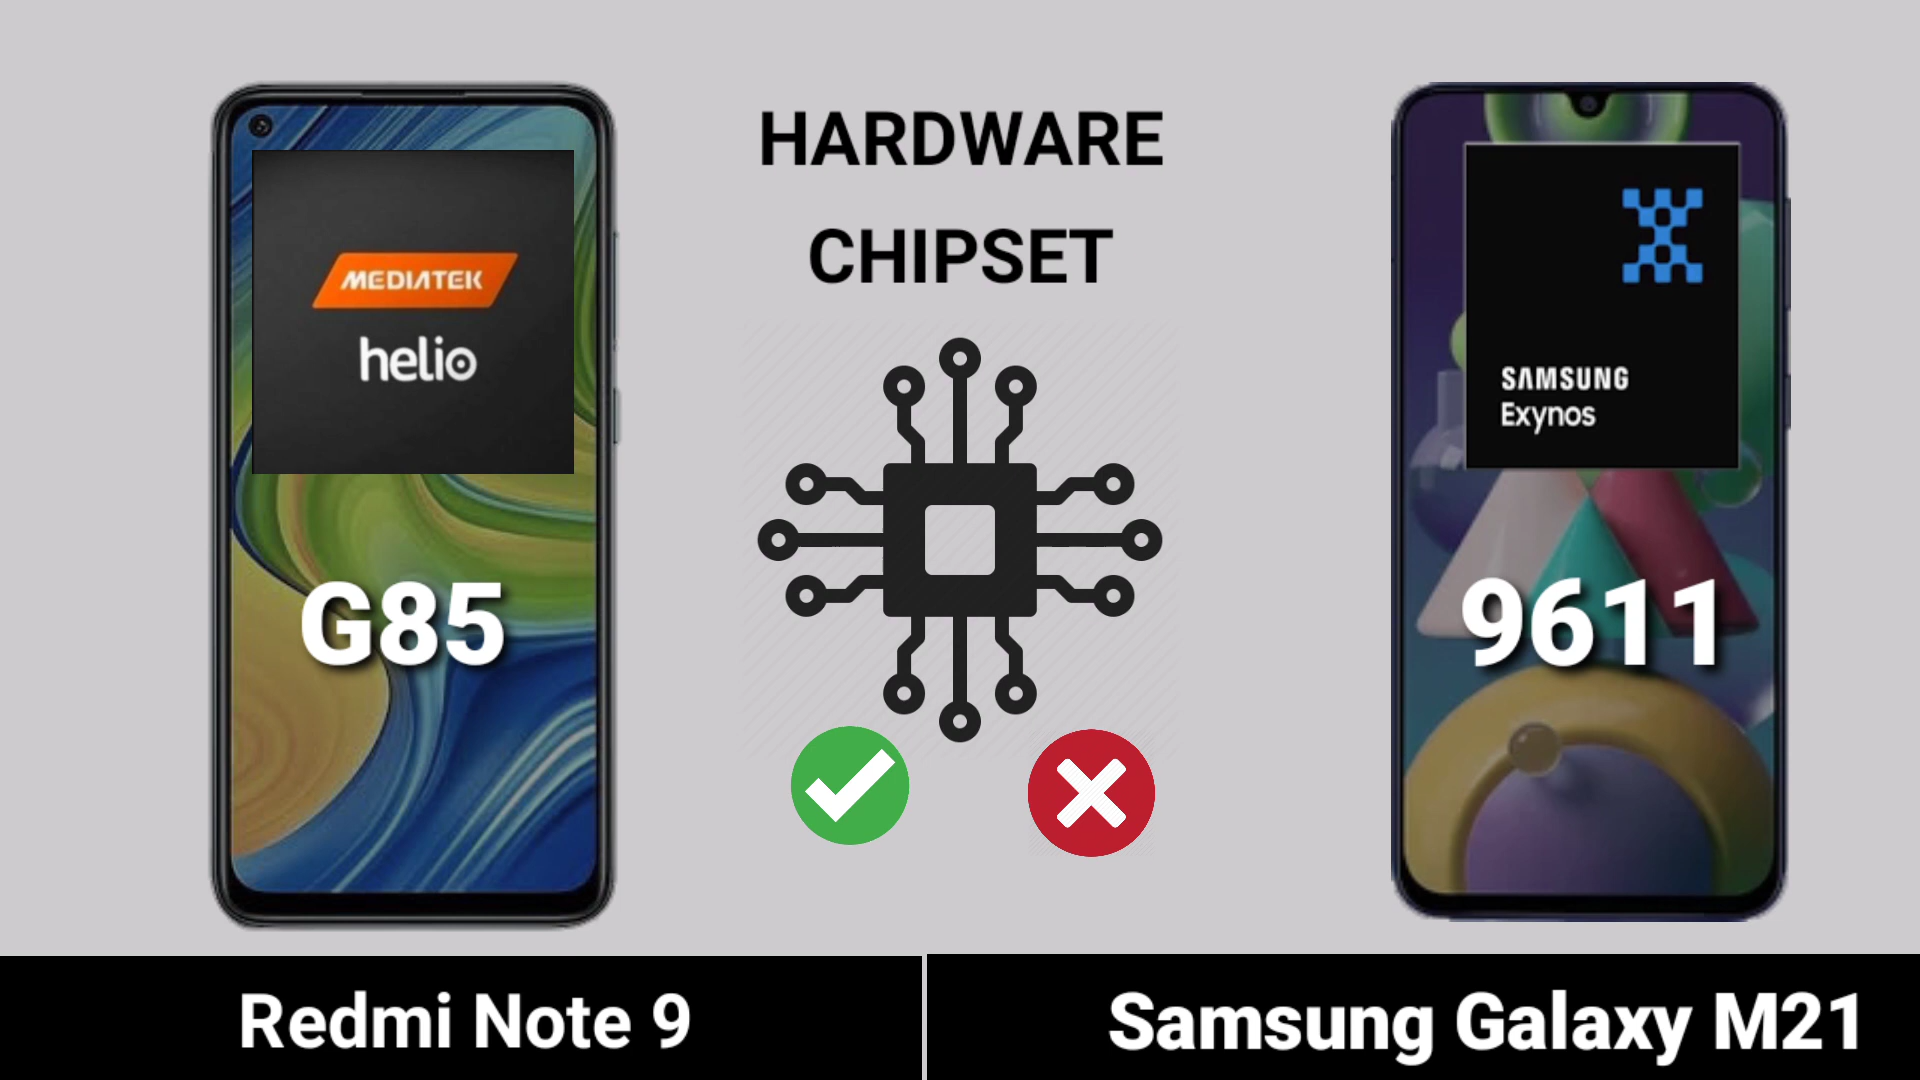 HARDWARE
CHIPSET
MEDIATEK
helio
G85
SAMSUNG
Exynos
9611
Redmi Note 9
Samsung Galaxy M21